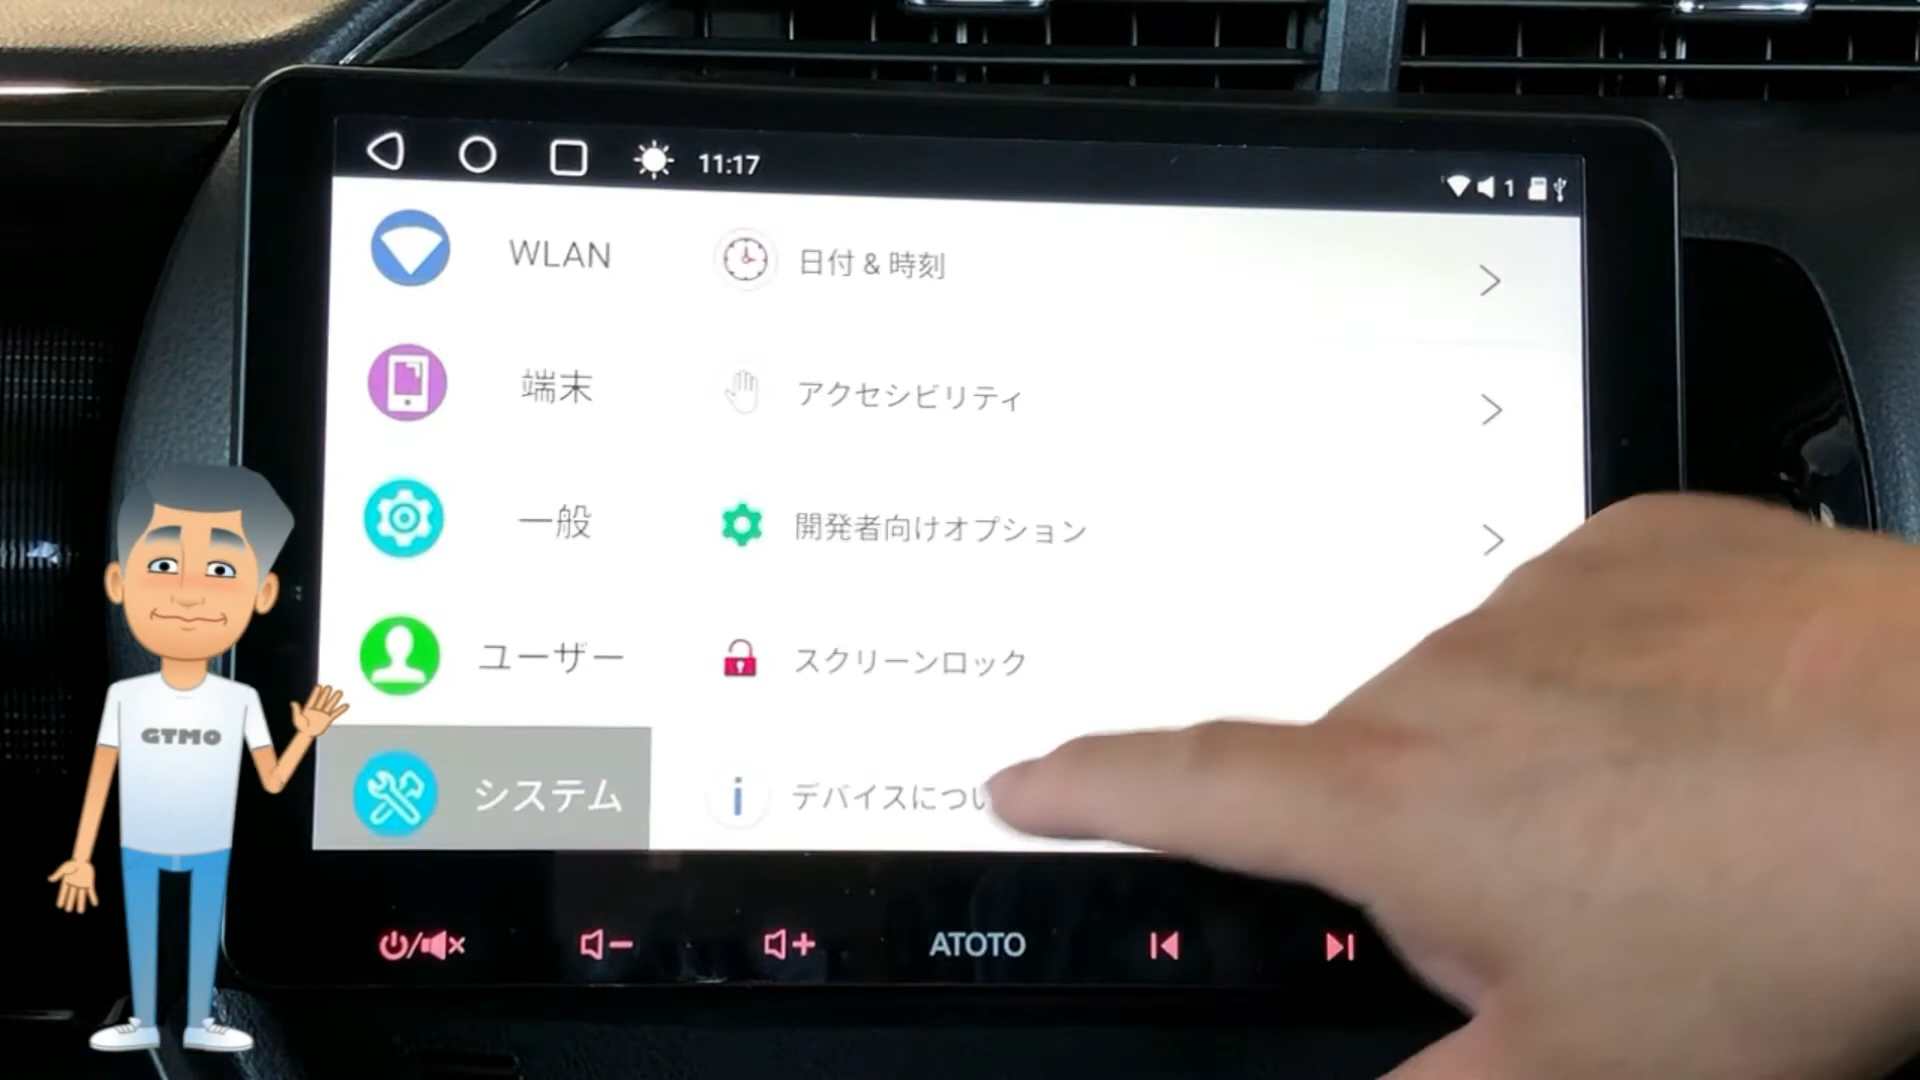 11:17
1
WLAN
日付 & 時刻
端末
アクセシビリティ
一般
開発者向けオプション
ユーザー
スクリーンロック
システム
デバイスについ
GTMO
ATOTO